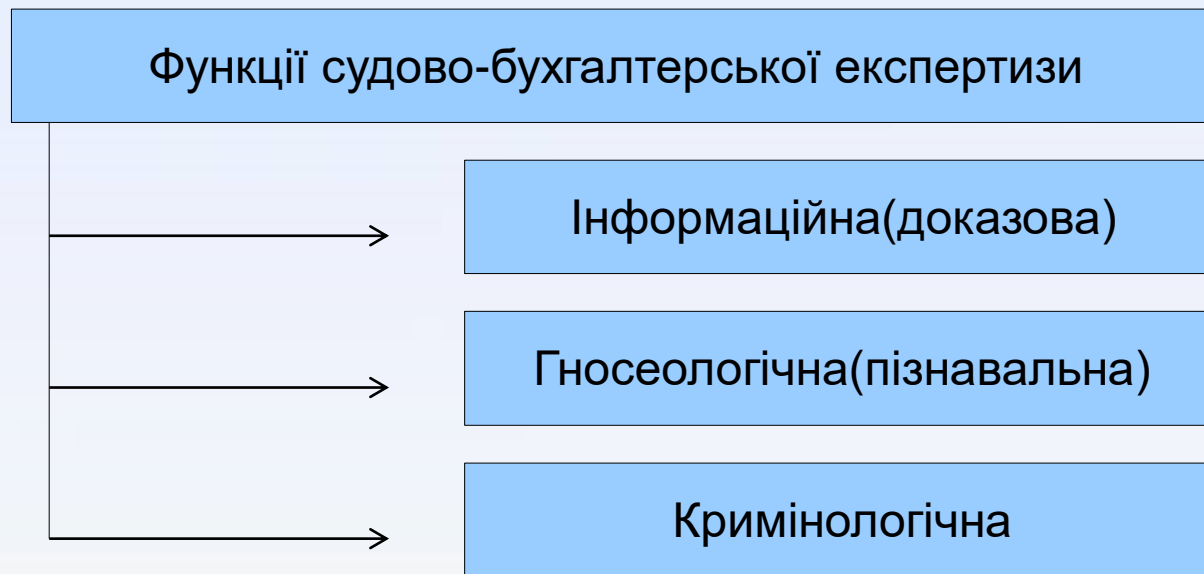 Функції судово-бухгалтерської експертизи
Інформаційна(доказова)
Гносеологічна(пізнавальна)
Кримінологічна